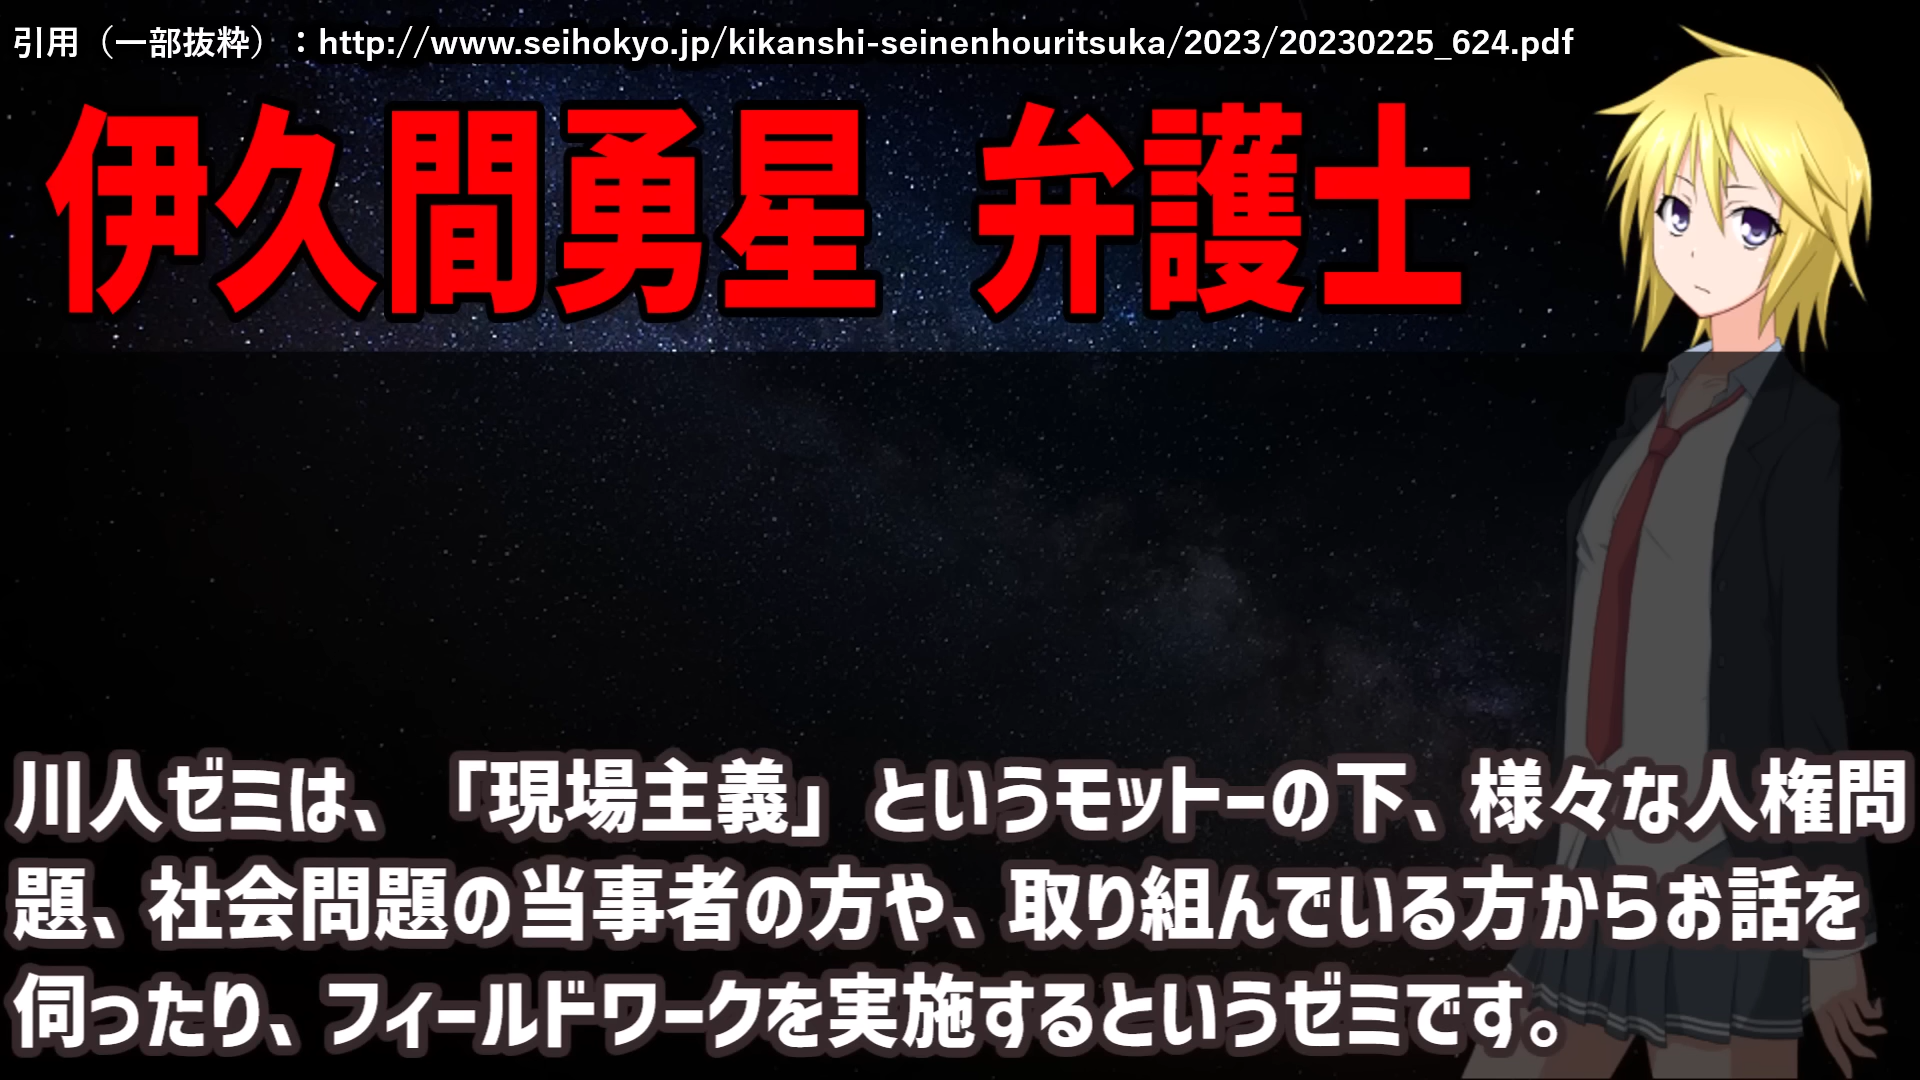 引用（一部抜粋）：http://www.seihokyo.jp/kikanshi-seinenhouritsuka/2023/20230225_624.pdf
伊久間勇星 弁護士
川人ゼミは、「現場主義」というモットーの下、様々な人権問
題、社会問題の当事者の方や、取り組んでいる方からお話を
伺ったり、フィールドワークを実施するというゼミです。